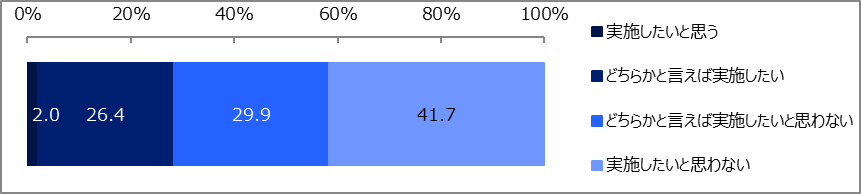 0% 20% 40% 60% 80% 100%
2.0 26.4 29.9 41.7
実施したいと思う
どちらかと言えば実施したい
どちらかと言えば実施したいと思わない
実施したいと思わない